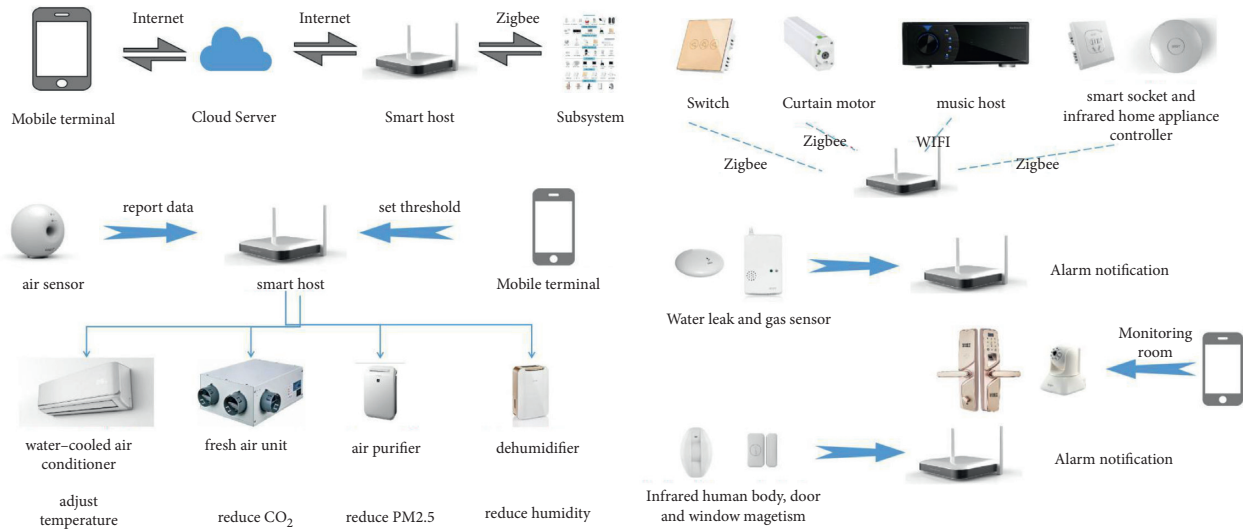 Internet
Internet
Zigbee
Mobile terminal
Cloud Server
Smart host
Subsystem
report data
set threshold
air sensor
smart host
Mobile terminal
water–cooled air
conditioner
fresh air unit
air purifier
dehumidifier
adjust
temperature
reduce CO2
reduce PM2.5
reduce humidity
Switch
Curtain motor
music host
smart socket and
infrared home appliance
controller
Zigbee
Zigbee
WIFI
Zigbee
Water leak and gas sensor
Alarm notification
Monitoring
room
Infrared human body, door
and window magetism
Alarm notification